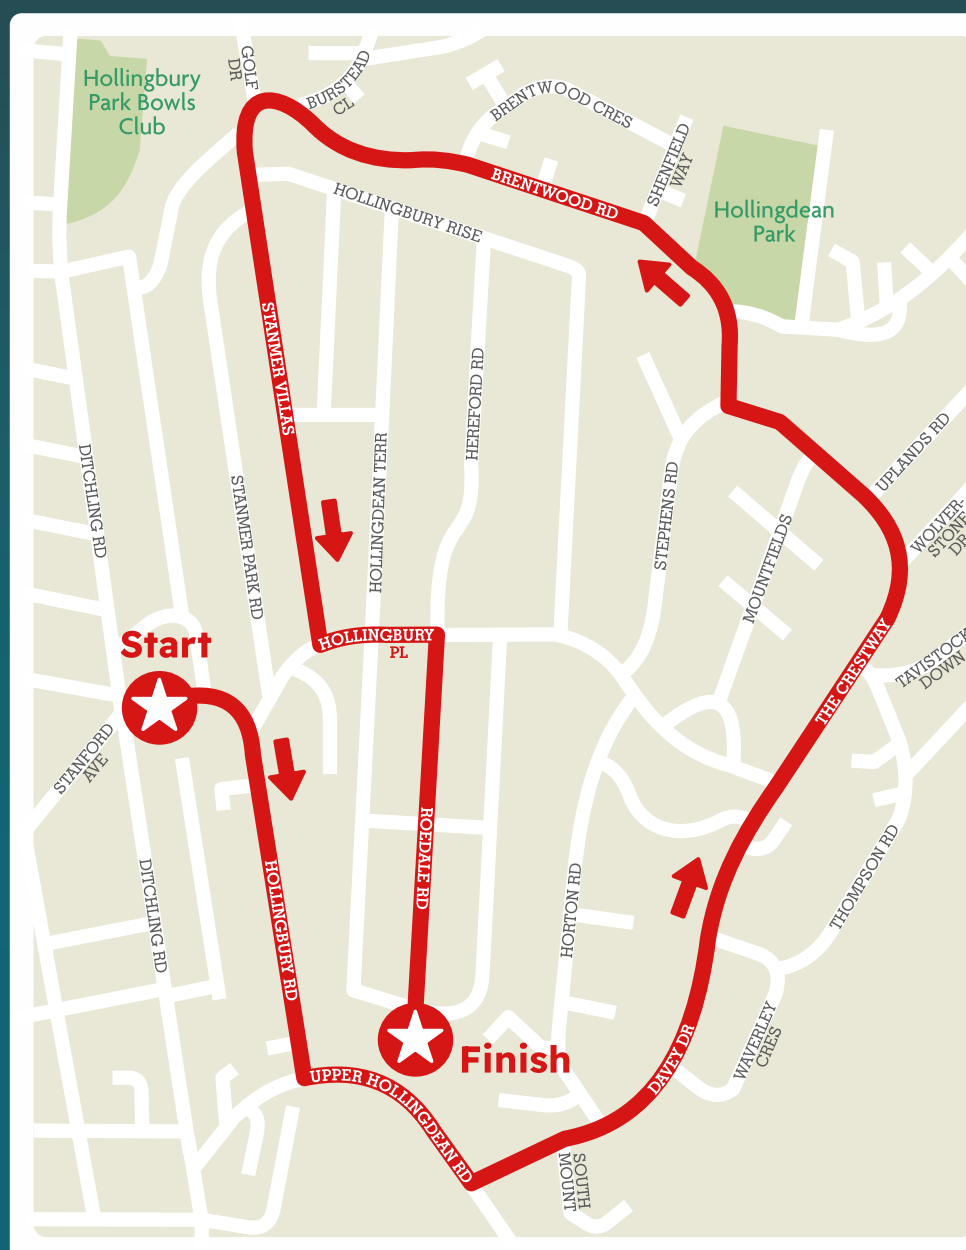 GOLF
DR
BURSTEAD
CL
Hollingbury
Park Bowls
Club
BRENTWOOD CRES
SHENFIELD
WAY
BRENTWOOD RD
HOLLINGBURY RISE
Hollingdean
Park
STANMER VILLAS
HEREFORD RD
HOLLINGDEAN TERR
DITCHLING RD
STANMER PARK RD
STEPHENS RD
MOUNTFIELDS
UPLANDS RD
WOLVER-
STONE
DR
Start
HOLLINGBURY
PL
THE CRESTWAY
TAVISTOCK
DOWN
STANFORD
AVE
ROEDALE RD
DITCHLING RD
HOLLINGBURY RD
HORTON RD
THOMPSON RD
Finish
WAVERLEY
CRES
DAVEY DR
UPPER HOLLINGDEAN RD
SOUTH
MOUNT